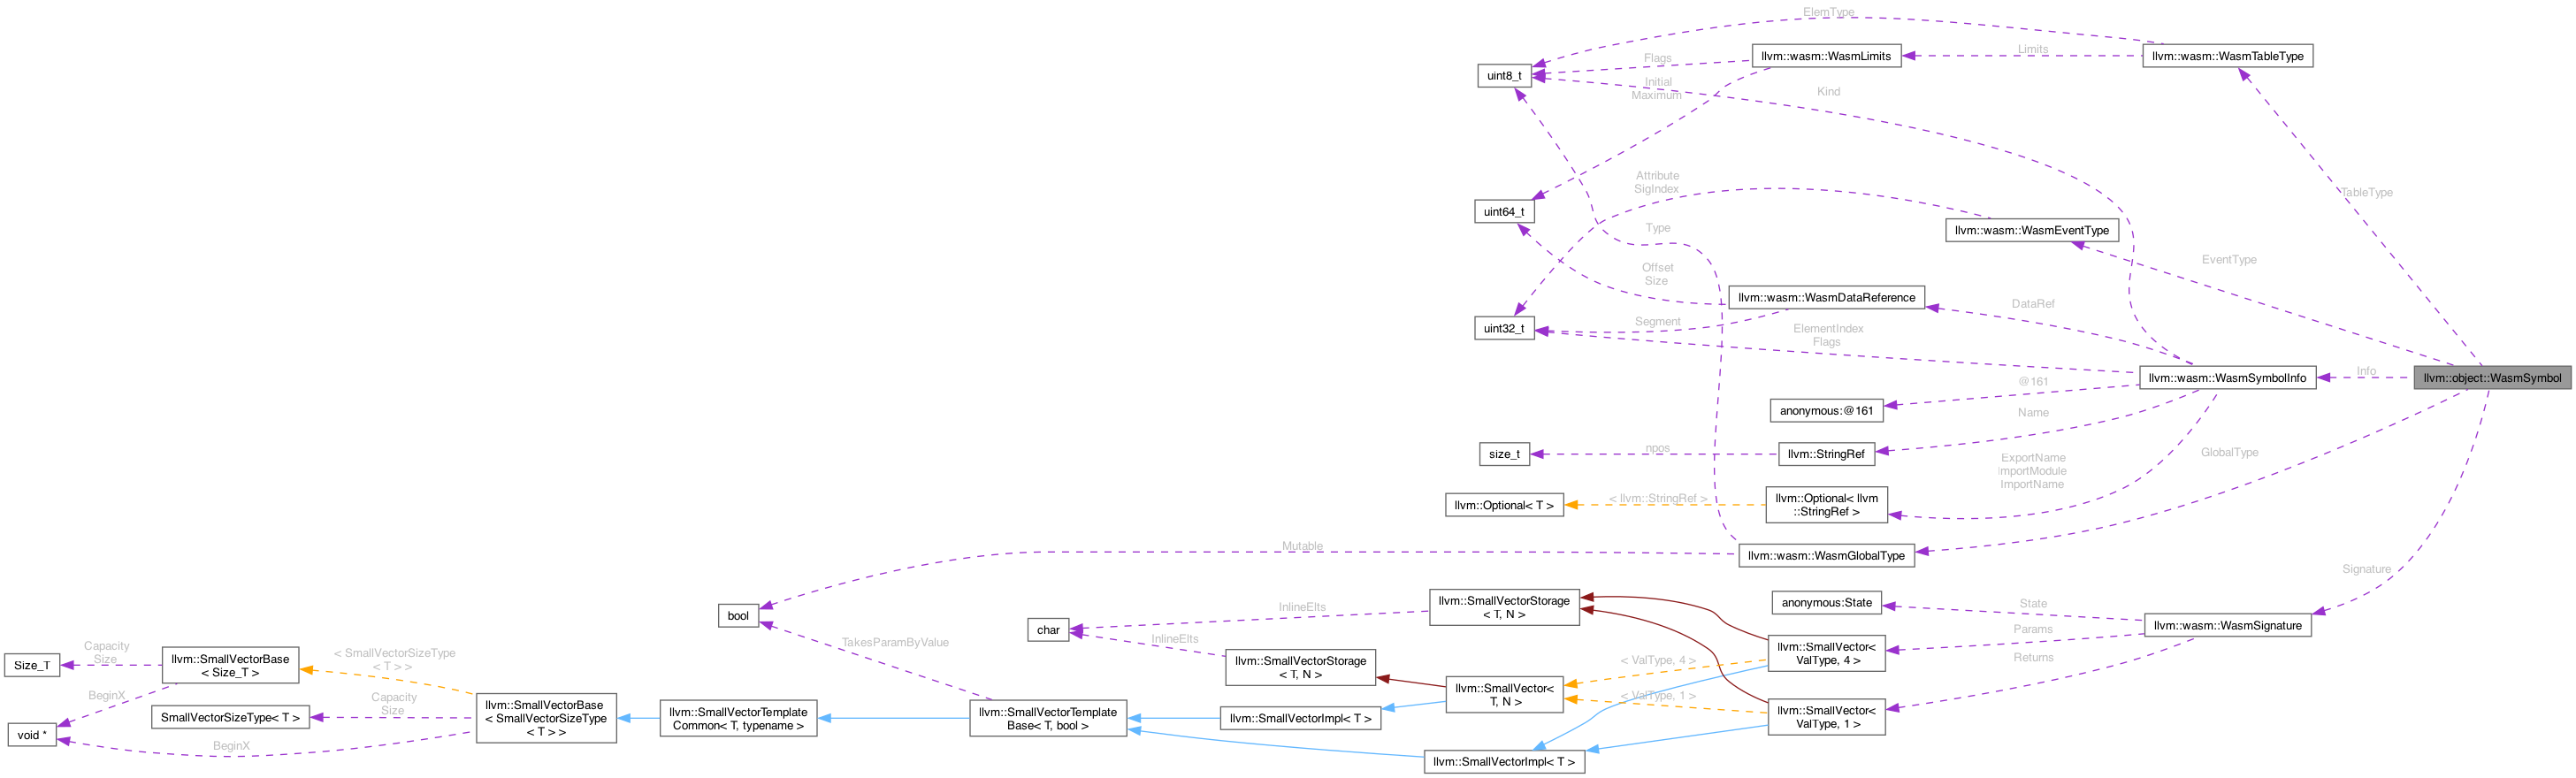 ElemType
llvm::wasm::WasmLimits
Limits
llvm::wasm::WasmTableType
uint8_t
Flags
Initial
Maximum
Kind
TableType
Attribute
SigIndex
uint64_t
Type
llvm::wasm::WasmEventType
EventType
Offset
Size
llvm::wasm::WasmDataReference
DataRef
uint32_t
Segment
ElementIndex
Flags
llvm::wasm::WasmSymbolInfo
Info
llvm::object::WasmSymbol
@161
anonymous:@161
Name
size_t
npos
llvm::StringRef
GlobalType
ExportName
ImportModule
ImportName
llvm::Optional< T >
< llvm::StringRef >
llvm::Optional< llvm
::StringRef >
Mutable
llvm::wasm::WasmGlobalType
Signature
bool
InlineElts
llvm::SmallVectorStorage
< T, N >
anonymous:State
State
llvm::wasm::WasmSignature
char
TakesParamByValue
InlineElts
Params
Returns
llvm::SmallVector<
ValType, 4 >
Size_T
Capacity
Size
llvm::SmallVectorBase
< Size_T >
< SmallVectorSizeType
< T > >
llvm::SmallVectorStorage
< T, N >
< ValType, 4 >
BeginX
Capacity
Size
llvm::SmallVector<
T, N >
< ValType, 1 >
SmallVectorSizeType< T >
llvm::SmallVectorBase
< SmallVectorSizeType
< T > >
llvm::SmallVectorTemplate
Common< T, typename >
llvm::SmallVectorTemplate
Base< T, bool >
llvm::SmallVectorImpl< T >
llvm::SmallVector<
ValType, 1 >
void *
BeginX
llvm::SmallVectorImpl< T >